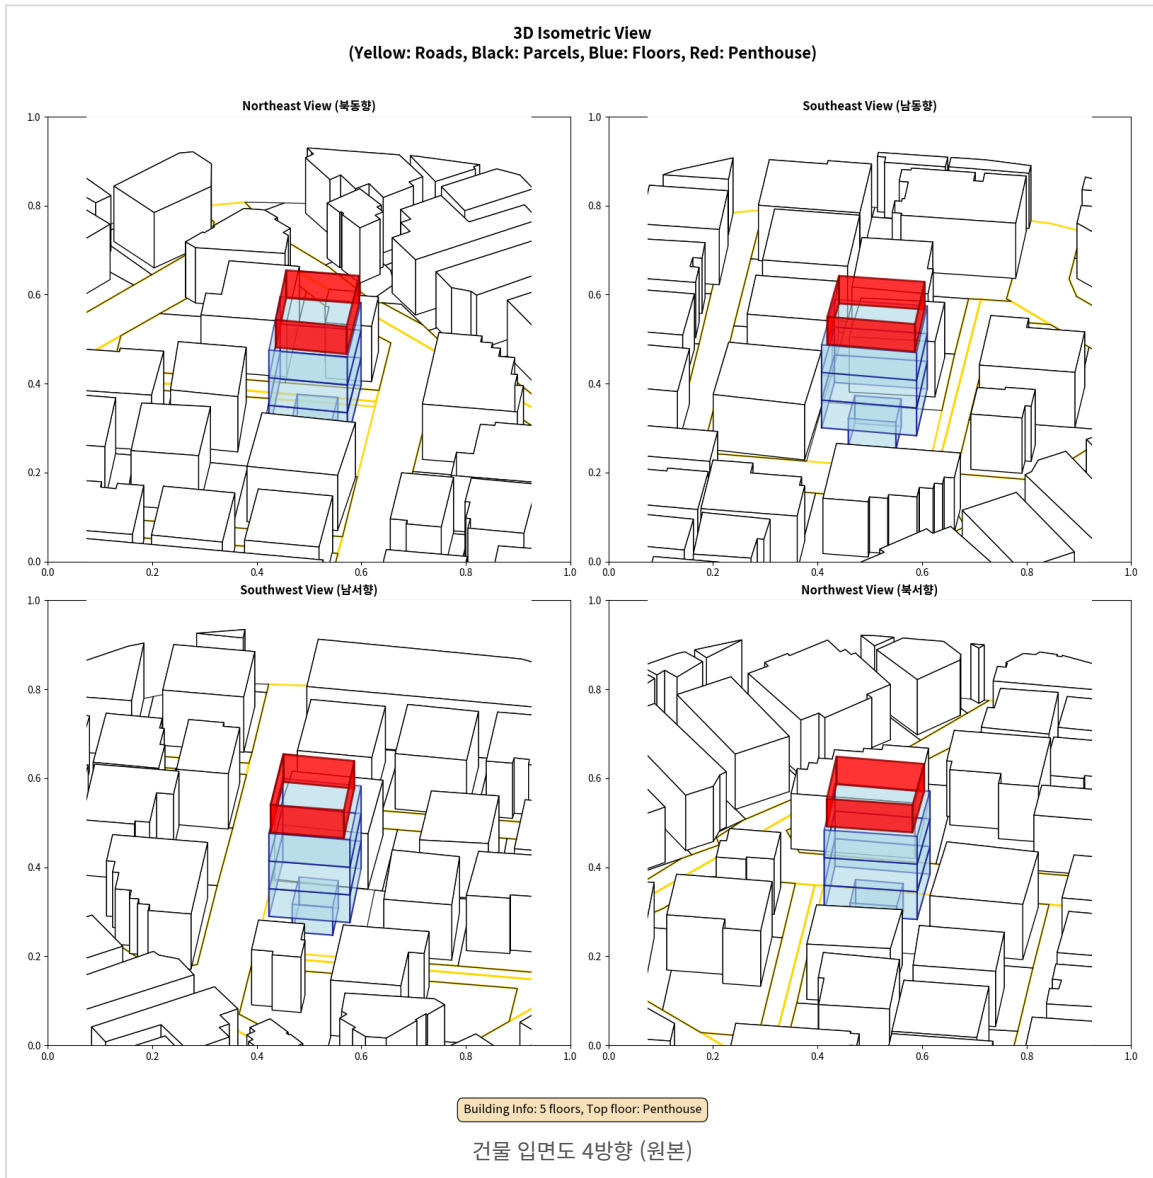 3D Isometric View
(Yellow: Roads, Black: Parcels, Blue: Floors, Red: Penthouse)
Northeast View (북동향)
1.0
0.8
0.6
0.4
0.2
0.0
0.0 0.2 0.4 0.6 0.8 1.0
Southeast View (남동향)
1.0
0.8
0.6
0.4
0.2
0.0
0.0 0.2 0.4 0.6 0.8 1.0
Southwest View (남서향)
1.0
0.8
0.6
0.4
0.2
0.0
0.0 0.2 0.4 0.6 0.8 1.0
Northwest View (북서향)
1.0
0.8
0.6
0.4
0.2
0.0
0.0 0.2 0.4 0.6 0.8 1.0
Building Info: 5 floors, Top floor: Penthouse
건물 입면도 4방향 (원본)